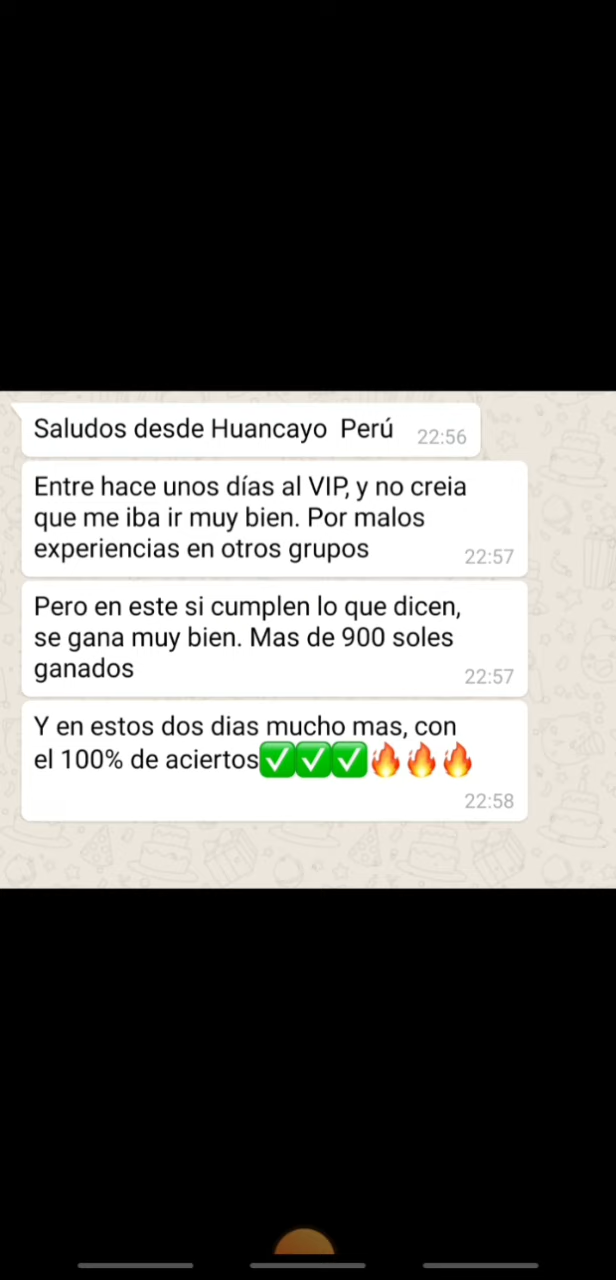 Saludos desde Huancayo  Perú 22:56
Entre hace unos días al VIP, y no creia
que me iba ir muy bien. Por malos
experiencias en otros grupos 22:57
Pero en este si cumplen lo que dicen,
se gana muy bien. Mas de 900 soles
ganados 22:57
Y en estos dos dias mucho mas, con
el 100% de aciertos✅✅✅🔥🔥🔥
22:58